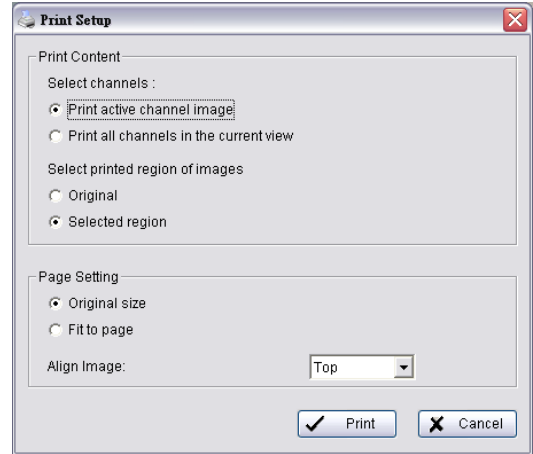 Print Setup
Print Content
Select channels :
Print active channel image
Print all channels in the current view
Select printed region of images
Original
Selected region
Page Setting
Original size
Fit to page
Align Image: Top
Print Cancel